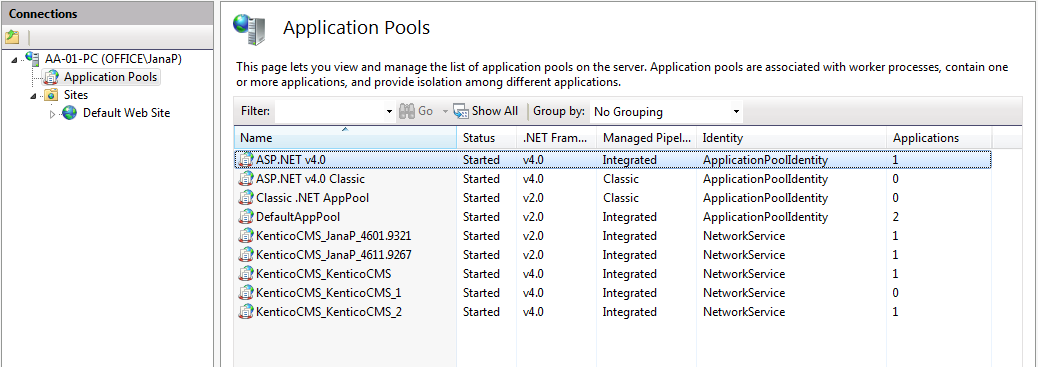 Connections
AA-01-PC (OFFICE\JanaP)
Application Pools
Sites
Default Web Site
Application Pools
This page lets you view and manage the list of application pools on the server. Application pools are associated with worker processes, contain one
or more applications, and provide isolation among different applications.
Filter: Go Show All Group by: No Grouping
Name Status .NET Fram... Managed Pipel... Identity Applications
ASP.NET v4.0 Started v4.0 Integrated ApplicationPoolIdentity 1
ASP.NET v4.0 Classic Started v4.0 Classic ApplicationPoolIdentity 0
Classic .NET AppPool Started v2.0 Classic ApplicationPoolIdentity 0
DefaultAppPool Started v2.0 Integrated ApplicationPoolIdentity 2
KenticoCMS_JanaP_4601.9321 Started v2.0 Integrated NetworkService 1
KenticoCMS_JanaP_4611.9267 Started v2.0 Integrated NetworkService 1
KenticoCMS_KenticoCMS Started v4.0 Integrated NetworkService 1
KenticoCMS_KenticoCMS_1 Started v4.0 Integrated NetworkService 0
KenticoCMS_KenticoCMS_2 Started v4.0 Integrated NetworkService 1